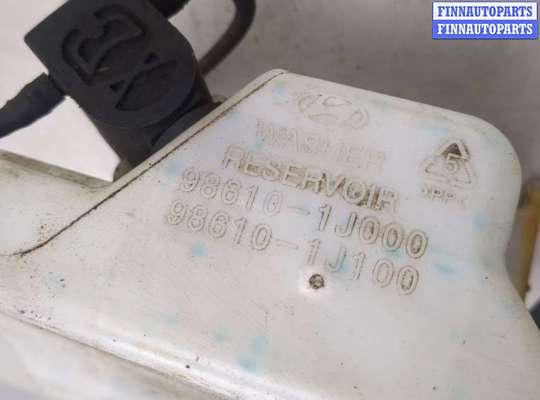 FINNAUTOPARTS
FINNAUTOPARTS
WASHER
RESERVOIR
98610-1J000
98610-1J100
5
>PP<